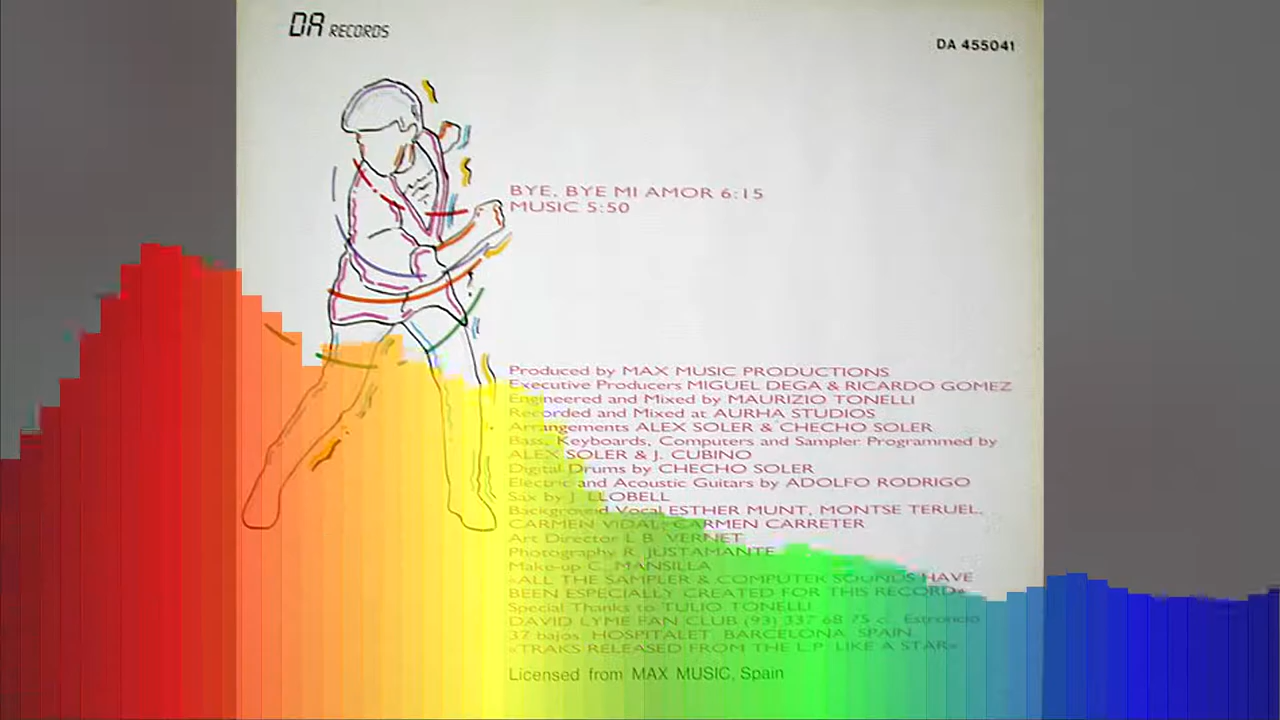 DA RECORDS
DA 455041
BYE, BYE MI AMOR 6:15
MUSIC 5:50
Produced by MAX MUSIC PRODUCTIONS
Executive Producers MIGUEL DEGA & RICARDO GOMEZ
Engineered and Mixed by MAURIZIO TONELLI
Recorded and Mixed at AURHA STUDIOS
Arrangements ALEX SOLER & CHECHO SOLER
Bass, Keyboards, Computers and Sampler Programmed by
ALEX SOLER & J. CUBINO
Digital Drums by CHECHO SOLER
Electric and Acoustic Guitars by ADOLFO RODRIGO
Sax by J. LLOBELL
Background Vocal ESTHER MUNT, MONTSE TERUEL,
CARMEN VIDAL, CARMEN CARRETER
Art Director L.B. VERNET
Photography R. JUSTAMANTE
Make-up C. MANSILLA
«ALL THE SAMPLER & COMPUTER SOUNDS HAVE
BEEN ESPECIALLY CREATED FOR THIS RECORD»
Special Thanks to TULIO TONELLI
DAVID LYME FAN CLUB (93) 337 68 75 c. Estroncio
37 bajos HOSPITALET BARCELONA SPAIN
«TRAKS RELEASED FROM THE L.P. LIKE A STAR»
Licensed from MAX MUSIC, Spain